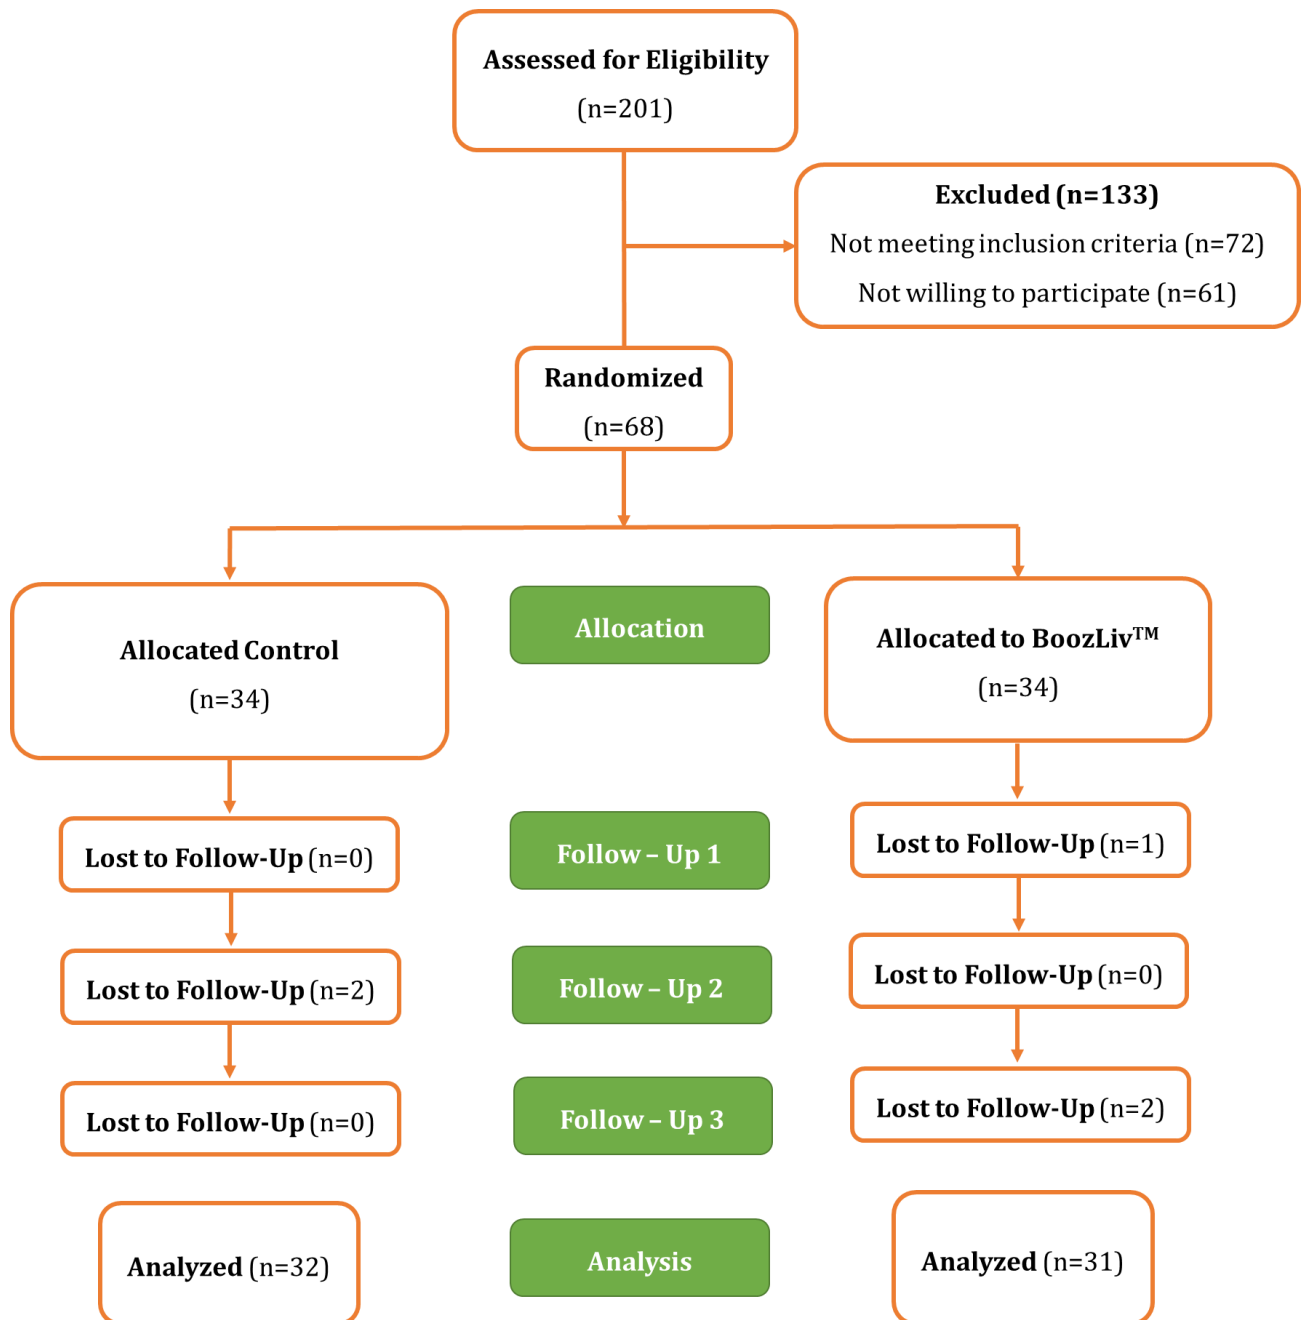 Assessed for Eligibility
(n=201)
Excluded (n=133)
Not meeting inclusion criteria (n=72)
Not willing to participate (n=61)
Randomized
(n=68)
Allocated Control
(n=34)
Allocation
Allocated to BoozLiv™
(n=34)
Lost to Follow-Up (n=0)
Follow – Up 1
Lost to Follow-Up (n=1)
Lost to Follow-Up (n=2)
Follow – Up 2
Lost to Follow-Up (n=0)
Lost to Follow-Up (n=0)
Follow – Up 3
Lost to Follow-Up (n=2)
Analyzed (n=32)
Analysis
Analyzed (n=31)